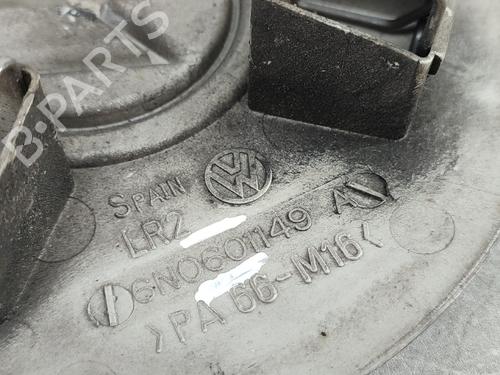 B-PARTS
SPAIN
LR2
6N0601149 A
>PA 66-M16<